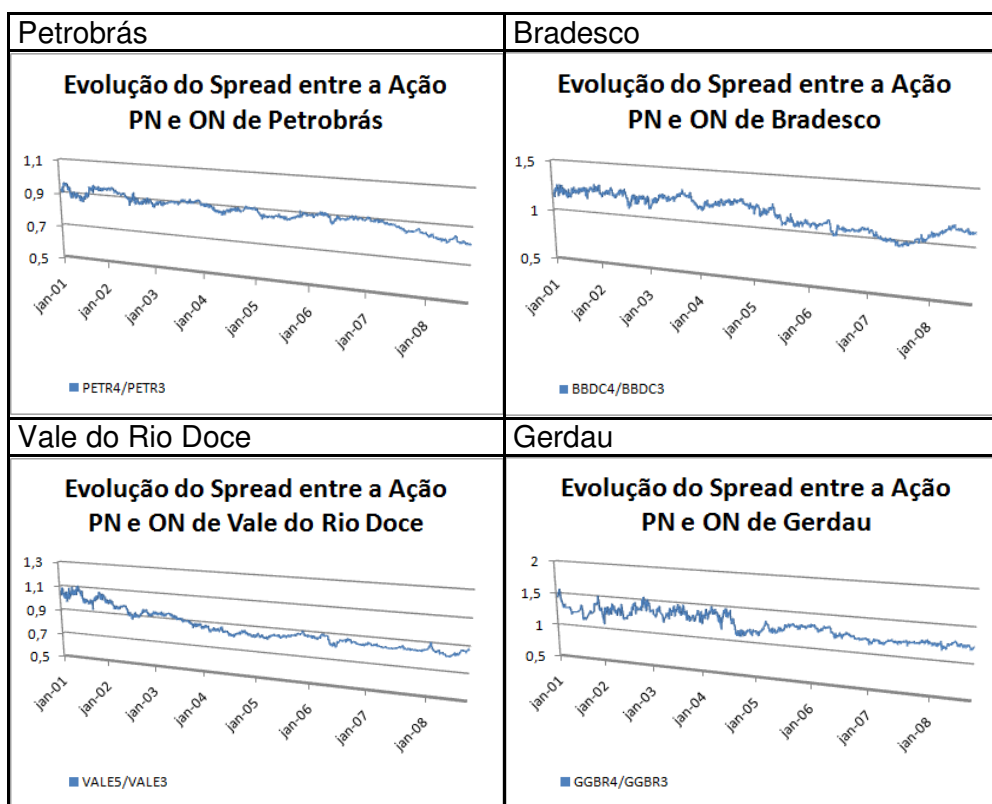 Petrobrás
Evolução do Spread entre a Ação
PN e ON de Petrobrás
1,1
0,9
0,7
0,5
jan-01
jan-02
jan-03
jan-04
jan-05
jan-06
jan-07
jan-08
PETR4/PETR3
Bradesco
Evolução do Spread entre a Ação
PN e ON de Bradesco
1,5
1
0,5
jan-01
jan-02
jan-03
jan-04
jan-05
jan-06
jan-07
jan-08
BBDC4/BBDC3
Vale do Rio Doce
Evolução do Spread entre a Ação
PN e ON de Vale do Rio Doce
1,3
1,1
0,9
0,7
0,5
jan-01
jan-02
jan-03
jan-04
jan-05
jan-06
jan-07
jan-08
VALE5/VALE3
Gerdau
Evolução do Spread entre a Ação
PN e ON de Gerdau
2
1,5
1
0,5
jan-01
jan-02
jan-03
jan-04
jan-05
jan-06
jan-07
jan-08
GGBR4/GGBR3